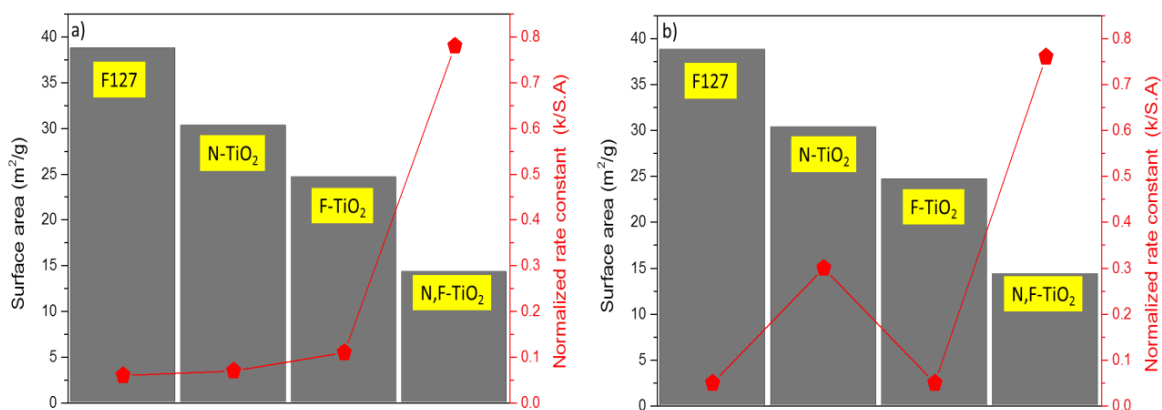 a)
Surface area (m²/g)
40
35
30
25
20
15
10
5
0
F127
N-TiO₂
F-TiO₂
N,F-TiO₂
0.8
0.7
0.6
0.5
0.4
0.3
0.2
0.1
0.0
Normalized rate constant (k/S.A)
b)
Surface area (m²/g)
40
35
30
25
20
15
10
5
0
F127
N-TiO₂
F-TiO₂
N,F-TiO₂
0.8
0.7
0.6
0.5
0.4
0.3
0.2
0.1
0.0
Normalized rate constant (k/S.A)